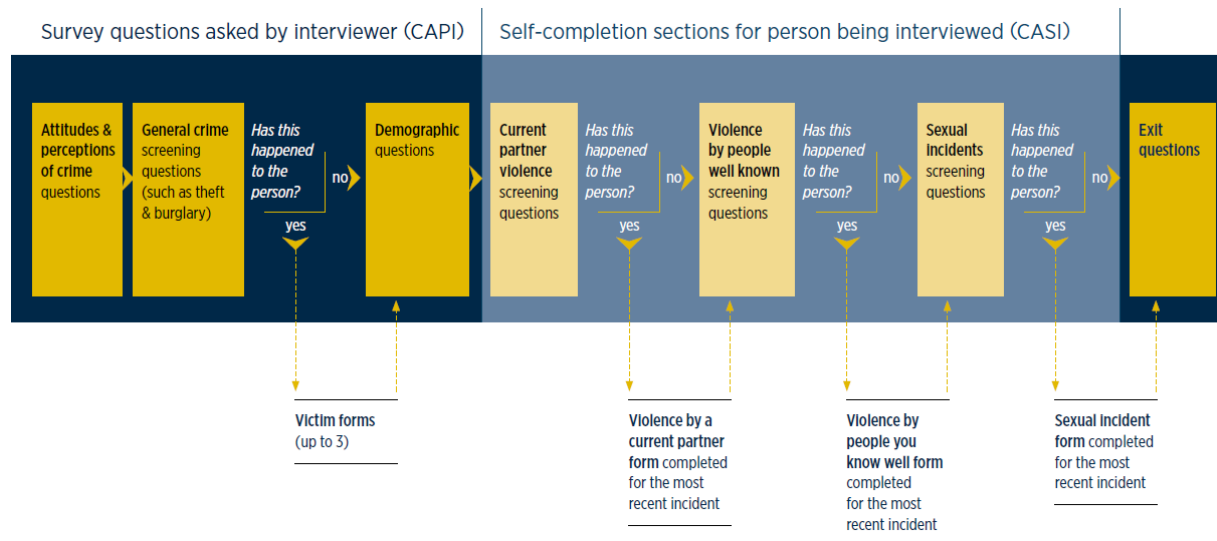 Survey questions asked by interviewer (CAPI)
Self-completion sections for person being interviewed (CASI)
Attitudes &
perceptions
of crime
questions
General crime
screening
questions
(such as theft
& burglary)
Has this
happened
to the
person?
no
yes
Demographic
questions
Current
partner
violence
screening
questions
Has this
happened
to the
person?
no
yes
Violence
by people
well known
screening
questions
Has this
happened
to the
person?
no
yes
Sexual
incidents
screening
questions
Has this
happened
to the
person?
no
yes
Exit
questions
Victim forms
(up to 3)
Violence by a
current partner
form completed
for the most
recent incident
Violence by
people you
know well form
completed
for the most
recent incident
Sexual incident
form completed
for the most
recent incident